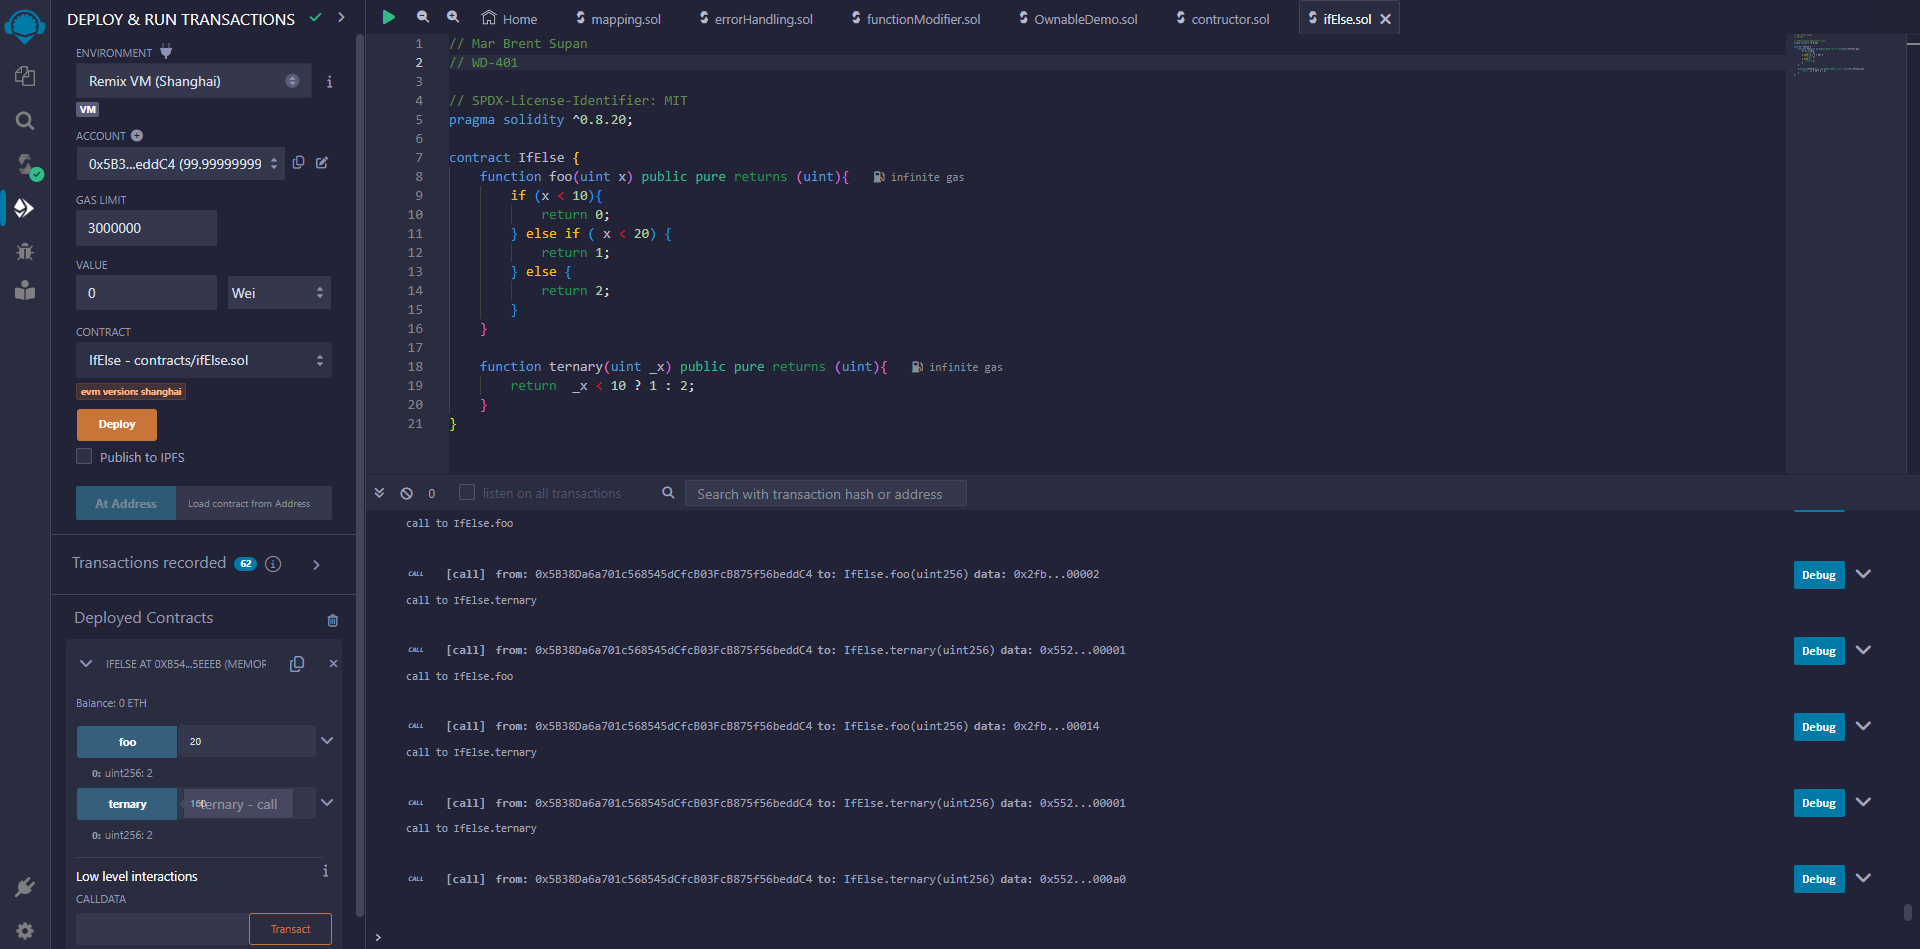 DEPLOY & RUN TRANSACTIONS
ENVIRONMENT
Remix VM (Shanghai)
VM
ACCOUNT
0x5B3...eddC4 (99.99999999
GAS LIMIT
3000000
VALUE
0
Wei
CONTRACT
IfElse - contracts/ifElse.sol
evm version: shanghai
Deploy
Publish to IPFS
At Address
Load contract from Address
Transactions recorded 62
Deployed Contracts
IFELSE AT 0XB54...5EEEB (MEMOR
Balance: 0 ETH
foo
20
0: uint256: 2
ternary
160
ternary - call
0: uint256: 2
Low level interactions
CALLDATA
Transact
Home
mapping.sol
errorHandling.sol
functionModifier.sol
OwnableDemo.sol
contructor.sol
ifElse.sol
1 // Mar Brent Supan
2 // WD-401
3
4 // SPDX-License-Identifier: MIT
5 pragma solidity ^0.8.20;
6
7 contract IfElse {
8 function foo(uint x) public pure returns (uint){ infinite gas
9 if (x < 10){
10 return 0;
11 } else if ( x < 20) {
12 return 1;
13 } else {
14 return 2;
15 }
16 }
17
18 function ternary(uint _x) public pure returns (uint){ infinite gas
19 return _x < 10 ? 1 : 2;
20 }
21 }
0
listen on all transactions
Search with transaction hash or address
call to IfElse.foo
CALL [call] from: 0x5B38Da6a701c568545dCfcB03FcB875f56beddC4 to: IfElse.foo(uint256) data: 0x2fb...00002
Debug
call to IfElse.ternary
CALL [call] from: 0x5B38Da6a701c568545dCfcB03FcB875f56beddC4 to: IfElse.ternary(uint256) data: 0x552...00001
Debug
call to IfElse.foo
CALL [call] from: 0x5B38Da6a701c568545dCfcB03FcB875f56beddC4 to: IfElse.foo(uint256) data: 0x2fb...00014
Debug
call to IfElse.ternary
CALL [call] from: 0x5B38Da6a701c568545dCfcB03FcB875f56beddC4 to: IfElse.ternary(uint256) data: 0x552...00001
Debug
call to IfElse.ternary
CALL [call] from: 0x5B38Da6a701c568545dCfcB03FcB875f56beddC4 to: IfElse.ternary(uint256) data: 0x552...000a0
Debug
>